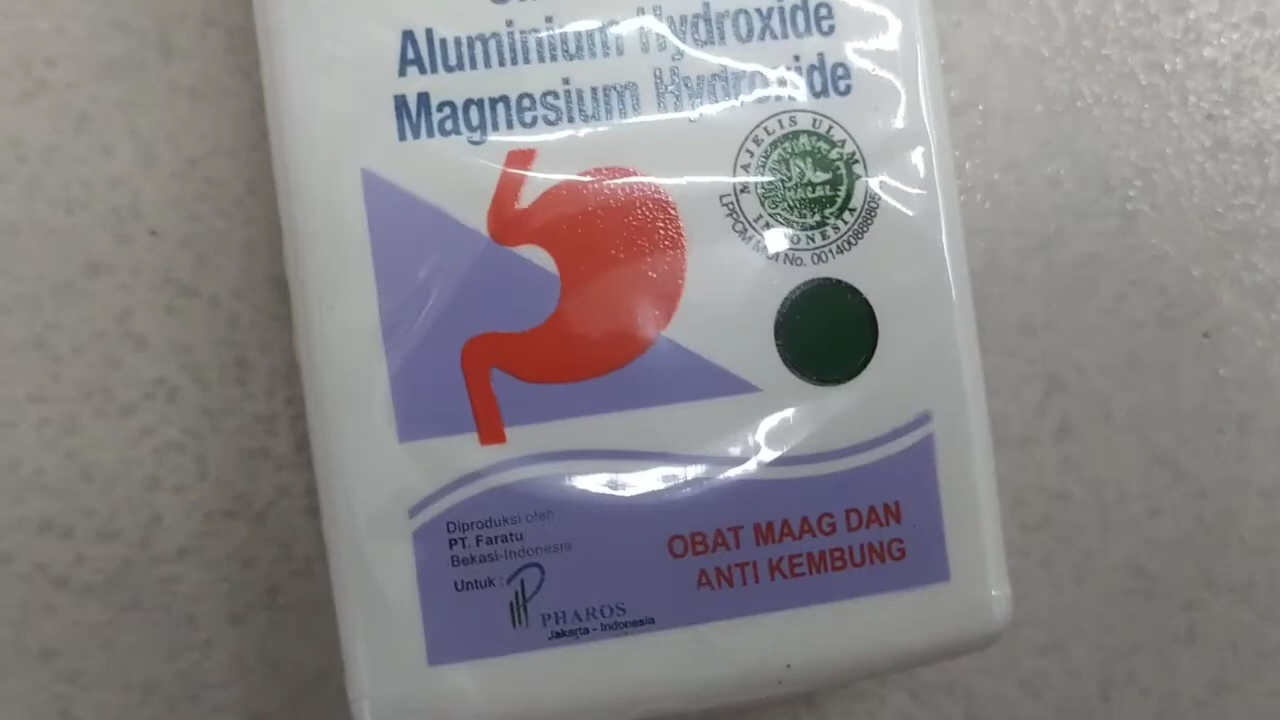 Aluminium Hydroxide
Magnesium Hydroxide
MAJELIS ULAMA
INDONESIA
LPPOM MUI No. 0014008888
Diproduksi oleh
PT. Faratu
Bekasi-Indonesia
Untuk :
PHAROS
Jakarta - Indonesia
OBAT MAAG DAN
ANTI KEMBUNG